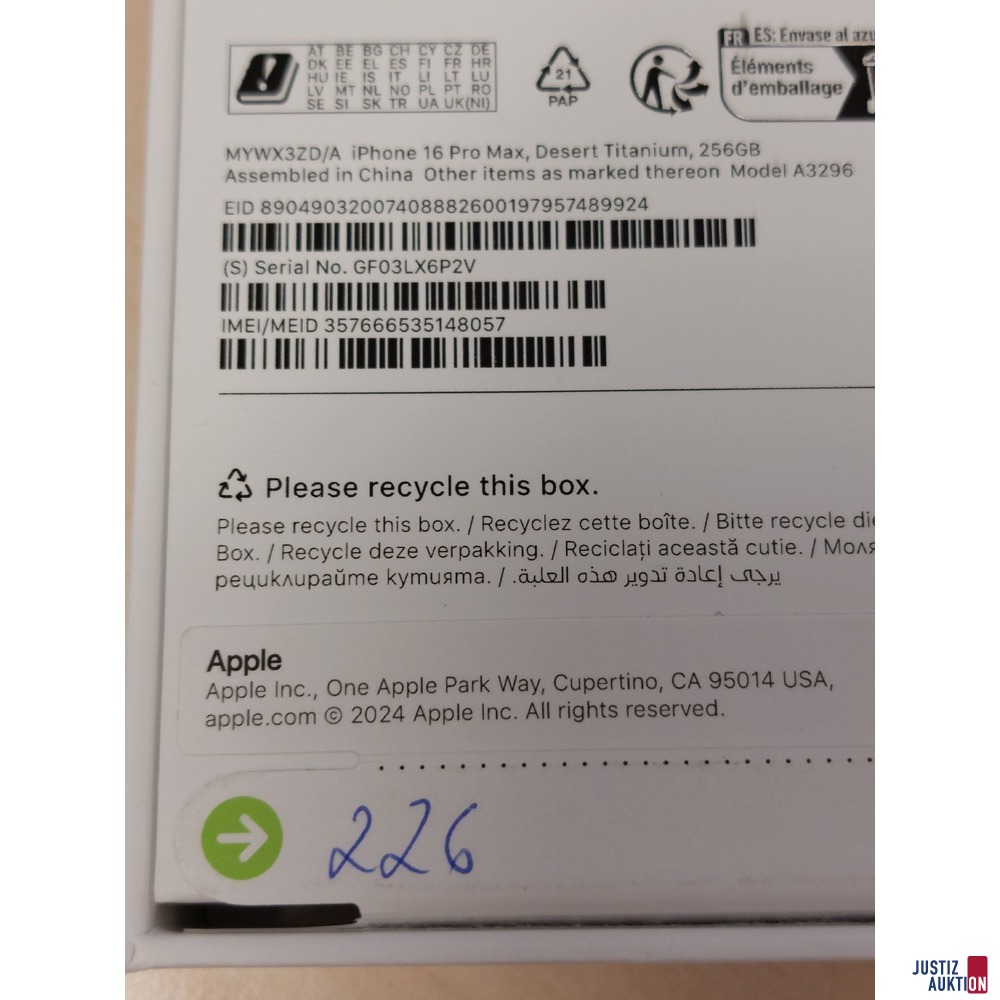 AT BE BG CH CY CZ DE
DK EE EL ES FI FR HR
HU IE IS IT LI LT LU
LV MT NL NO PL PT RO
SE SI SK TR UA UK(NI)
21
PAP
FR ES: Envase al azu
Éléments
d'emballage
MYWX3ZD/A iPhone 16 Pro Max, Desert Titanium, 256GB
Assembled in China Other items as marked thereon Model A3296
EID 89049032007408882600197957489924
(S) Serial No. GF03LX6P2V
IMEI/MEID 357666535148057
Please recycle this box.
Please recycle this box. / Recyclez cette boîte. / Bitte recycle die
Box. / Recycle deze verpakking. / Reciclați această cutie. / Моля
рециклирайте кутията. / يرجى إعادة تدوير هذه العلبة.
Apple
Apple Inc., One Apple Park Way, Cupertino, CA 95014 USA,
apple.com © 2024 Apple Inc. All rights reserved.
226
JUSTIZ
AUKTION